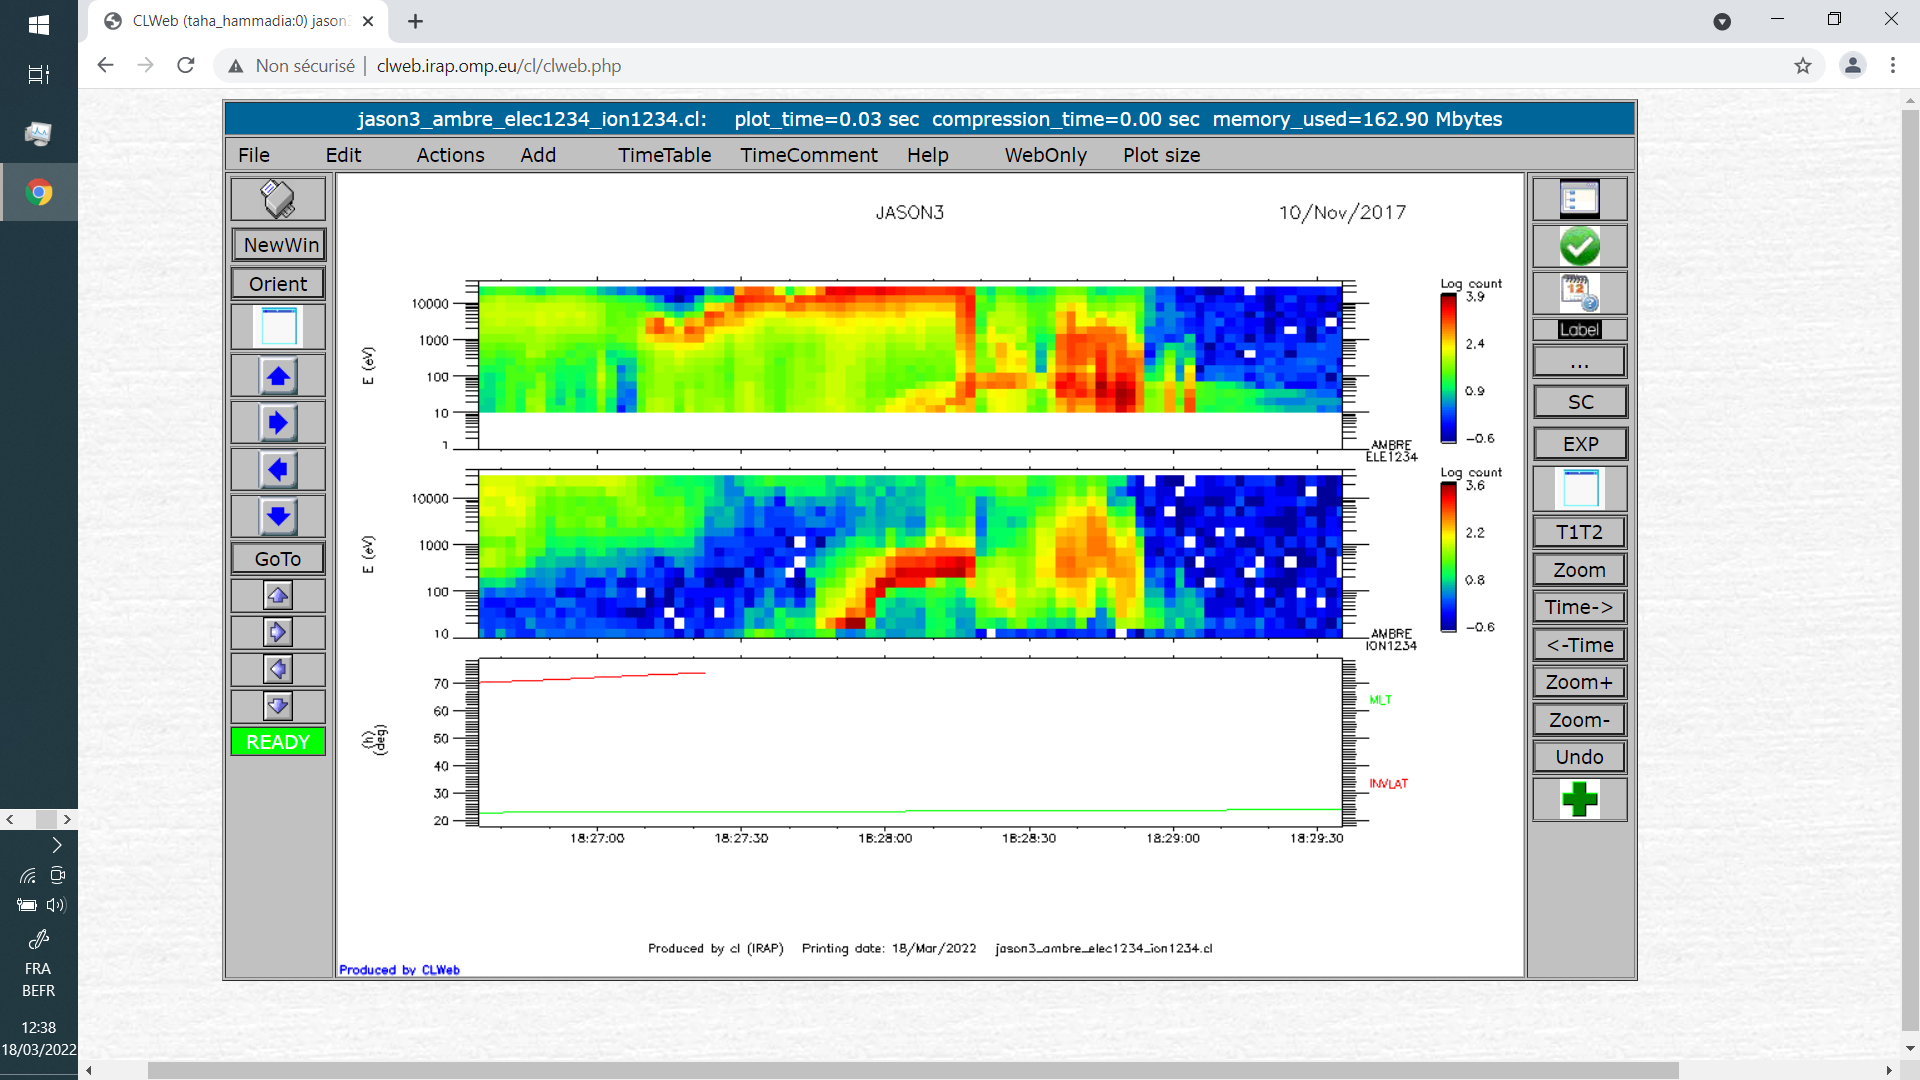 CLWeb (taha_hammadia:0) jason3
Non sécurisé | clweb.irap.omp.eu/cl/clweb.php
jason3_ambre_elec1234_ion1234.cl: plot_time=0.03 sec compression_time=0.00 sec memory_used=162.90 Mbytes
File Edit Actions Add TimeTable TimeComment Help WebOnly Plot size
NewWin
Orient
GoTo
READY
JASON3 10/Nov/2017
Log count
3.9
2.4
0.9
-0.6
10000
1000
100
10
1
E (eV)
AMBRE
ELE1234
Log count
3.6
2.2
0.8
-0.6
10000
1000
100
10
E (eV)
AMBRE
ION1234
70
60
50
40
30
20
(h)
(deg)
MLT
INVLAT
18:27:00 18:27:30 18:28:00 18:28:30 18:29:00 18:29:30
Produced by cl (IRAP) Printing date: 18/Mar/2022 jason3_ambre_elec1234_ion1234.cl
Produced by CLWeb
12
Label
...
SC
EXP
T1T2
Zoom
Time->
<-Time
Zoom+
Zoom-
Undo
FRA
BEFR
12:38
18/03/2022